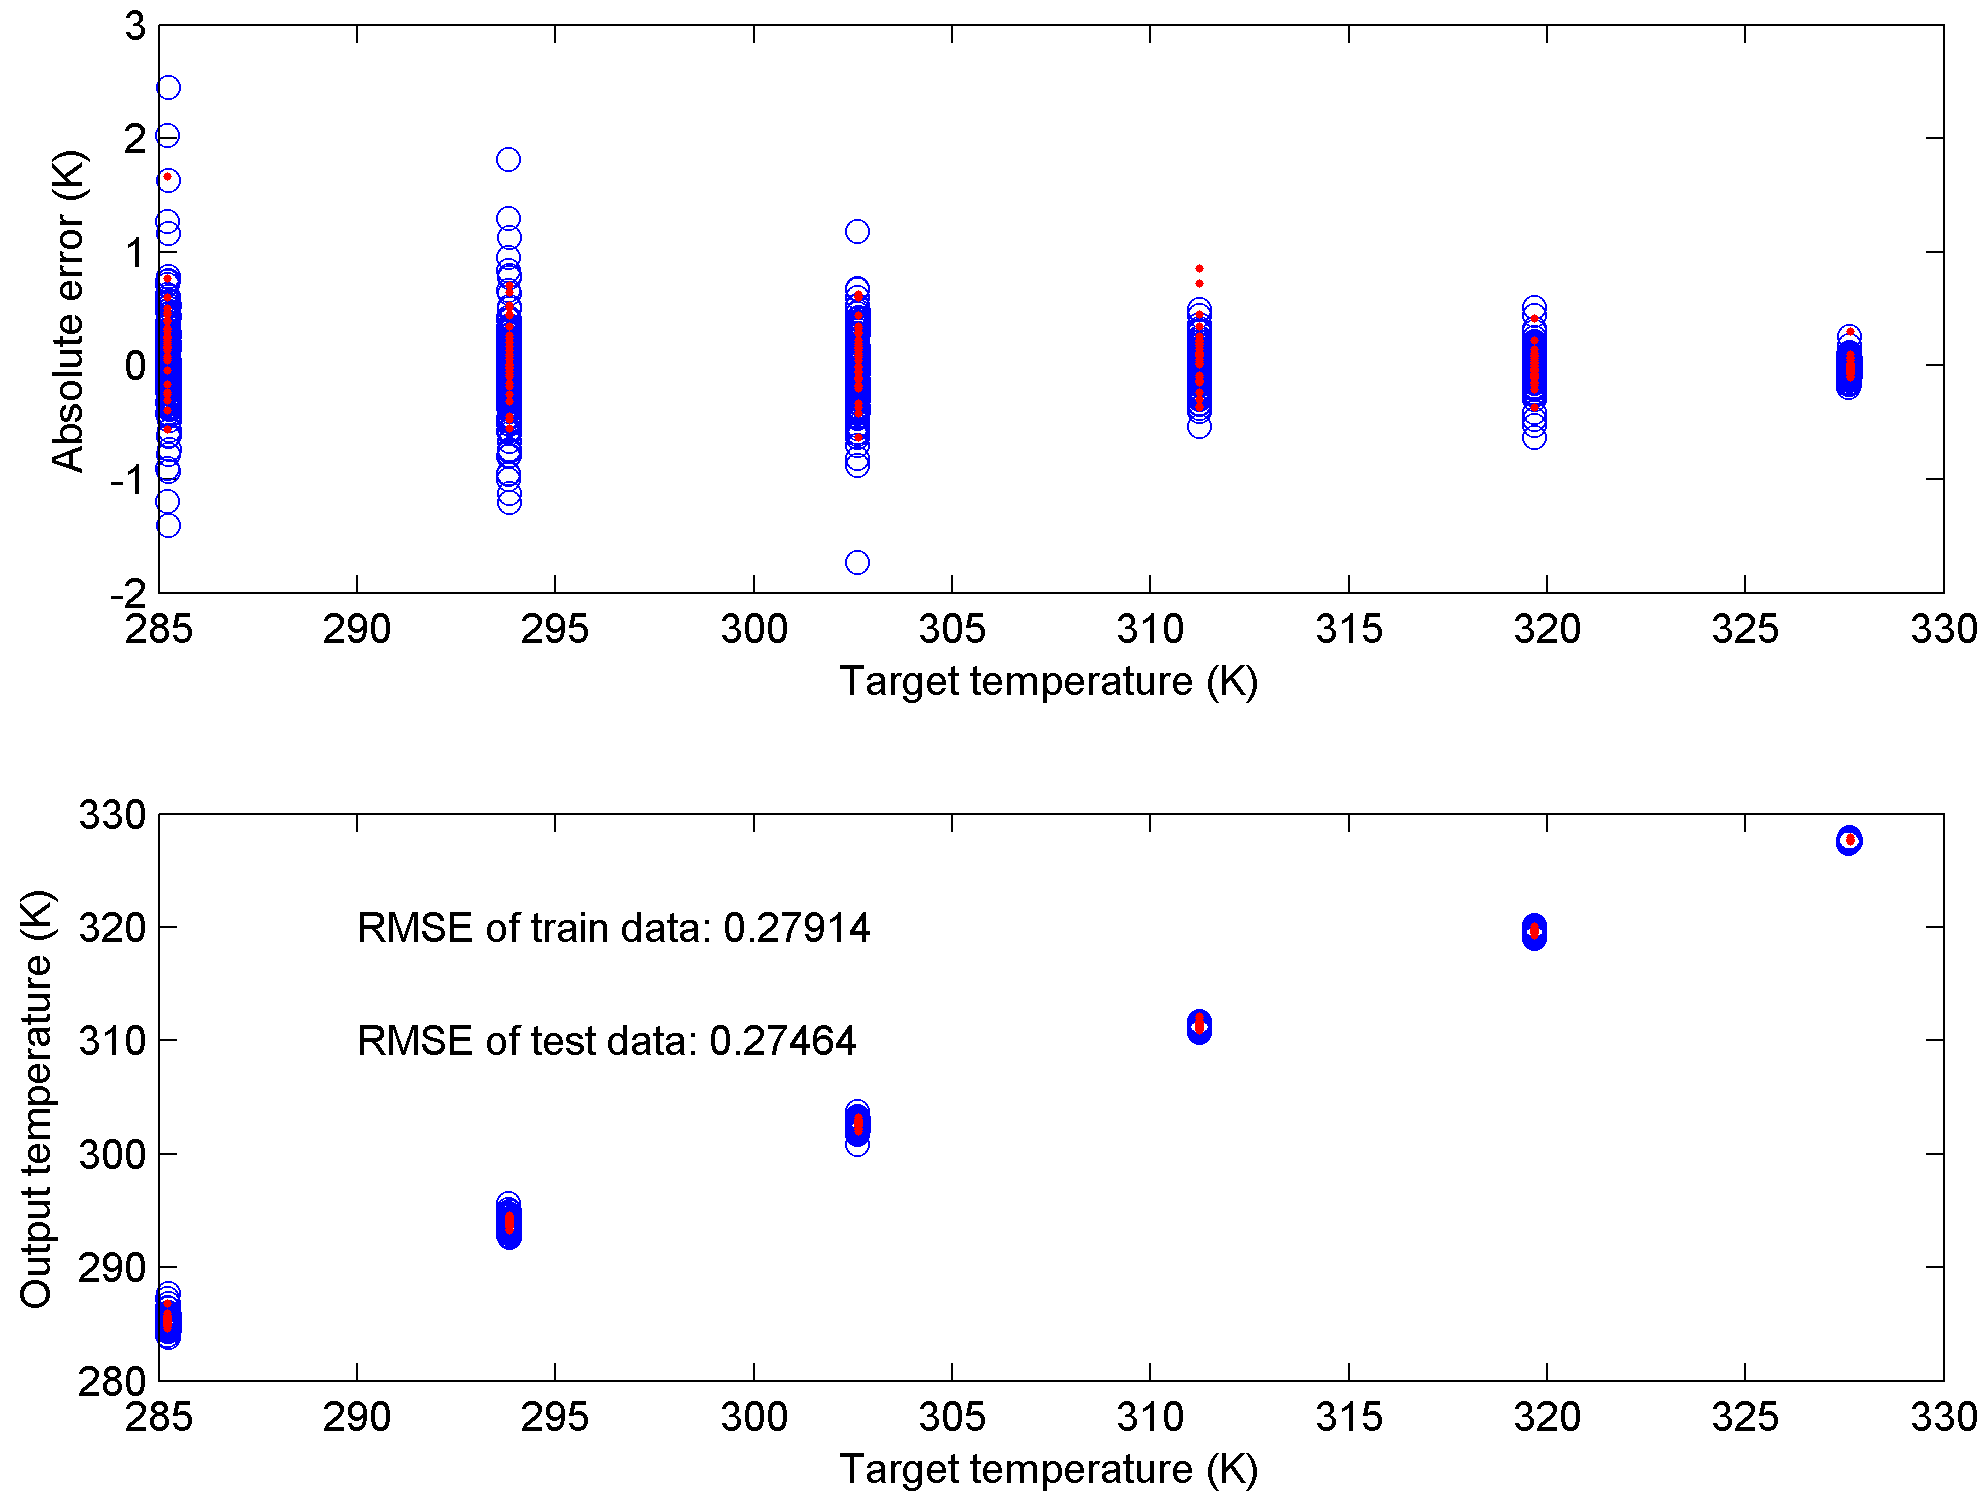 3
2
1
0
-1
-2
Absolute error (K)
285 290 295 300 305 310 315 320 325 330
Target temperature (K)
330
320
310
300
290
280
Output temperature (K)
RMSE of train data: 0.27914
RMSE of test data: 0.27464
285 290 295 300 305 310 315 320 325 330
Target temperature (K)